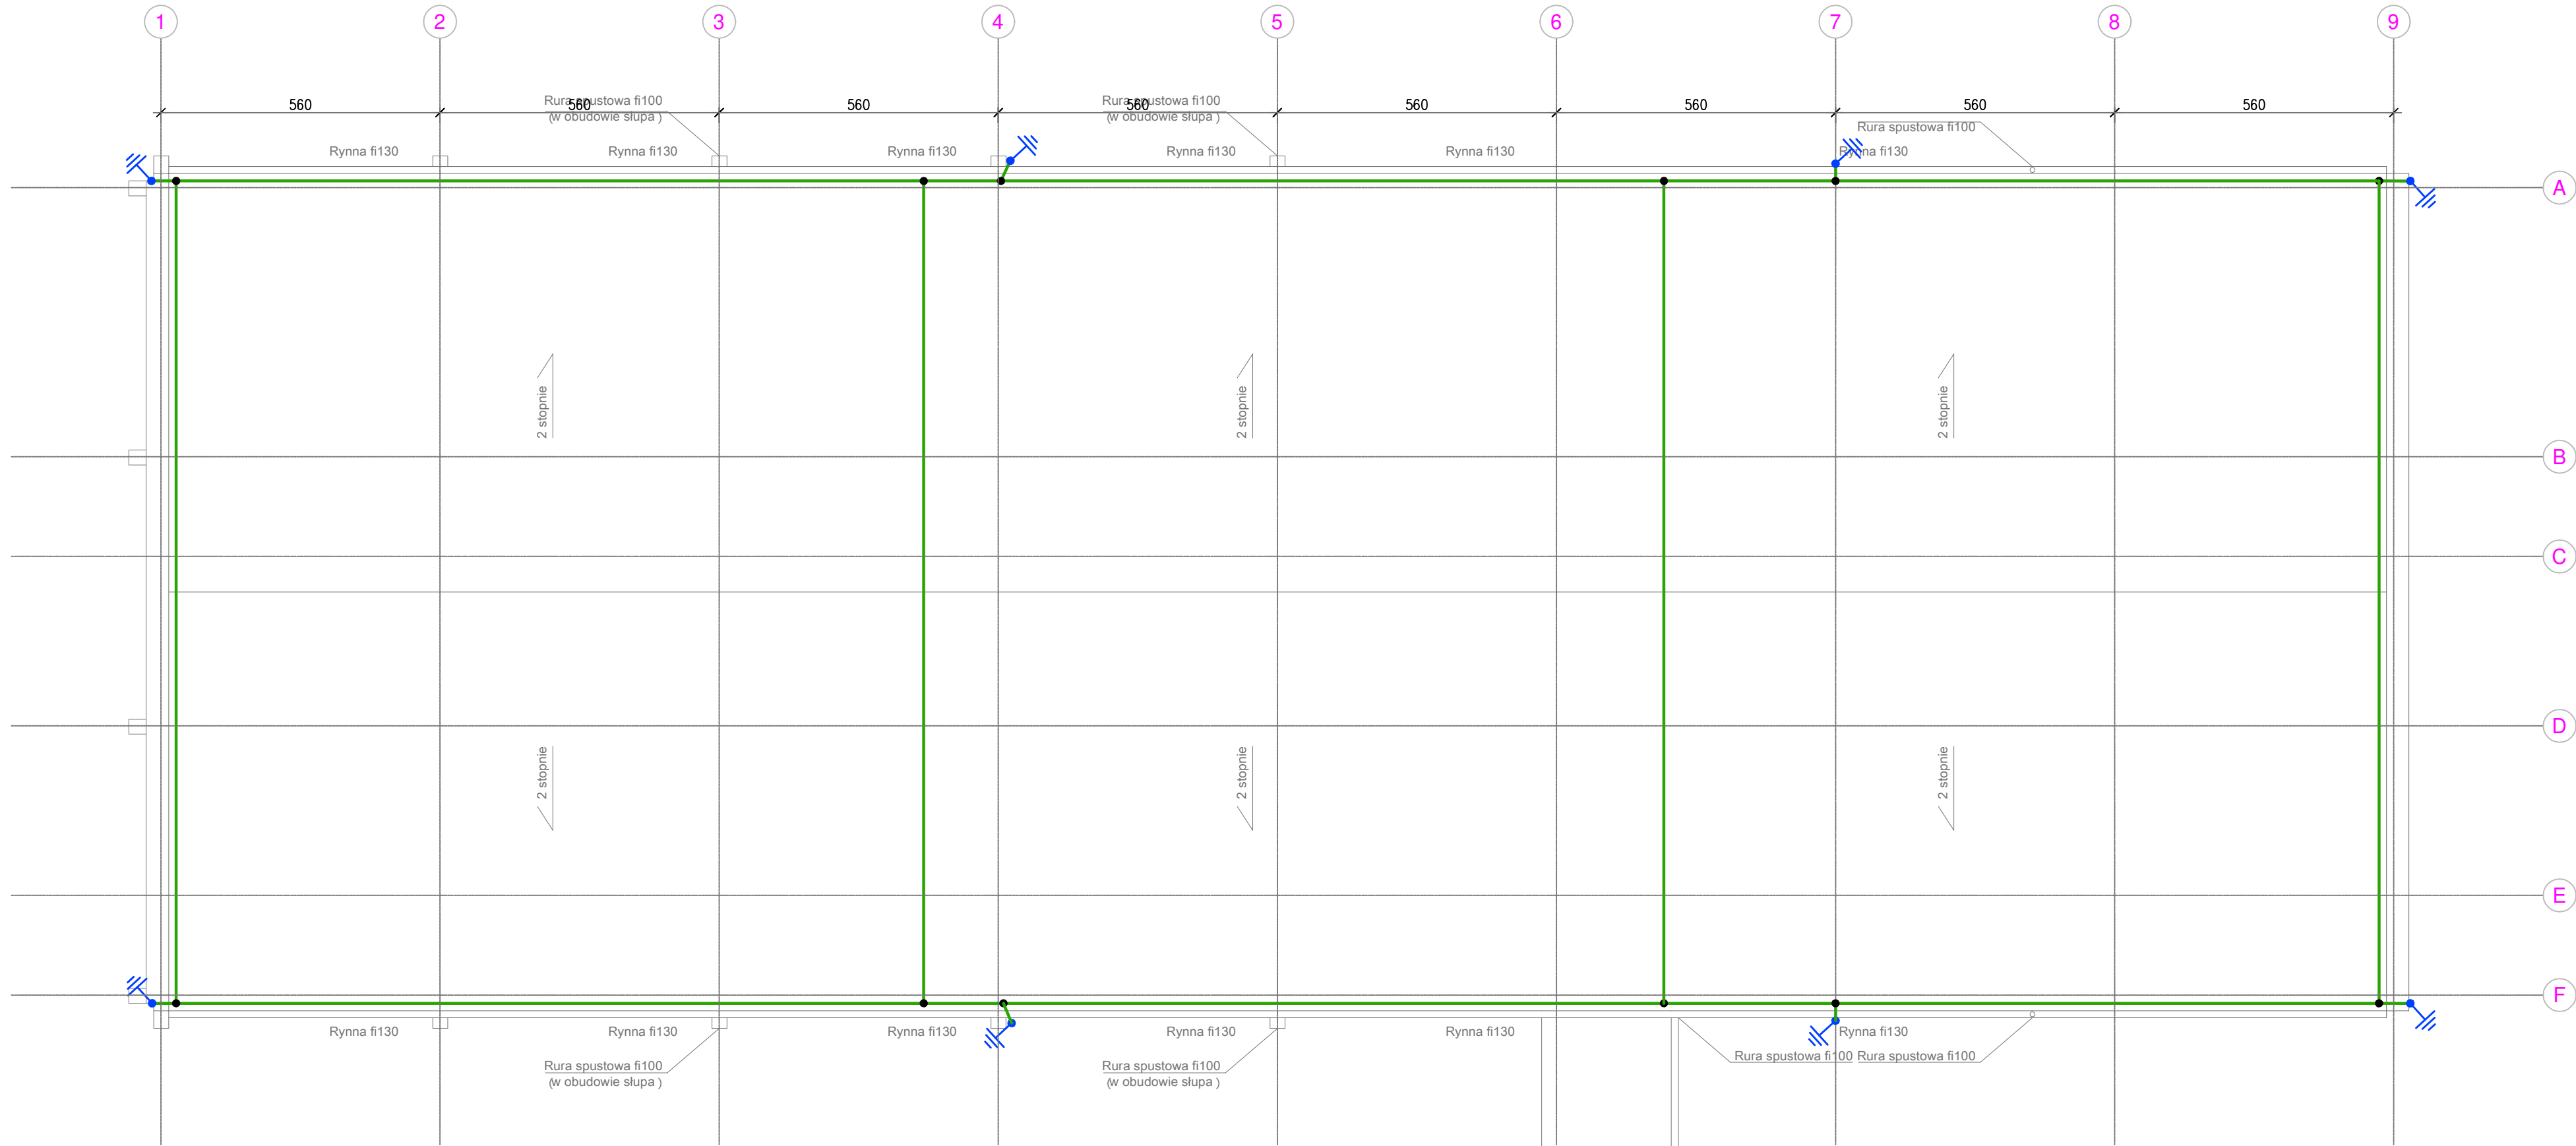 1 2 3 4 5 6 7 8 9
560 560 560 560 560 560 560 560
Rura spustowa fi100
(w obudowie słupa )
Rura spustowa fi100
(w obudowie słupa )
Rura spustowa fi100
Rynna fi130 Rynna fi130 Rynna fi130 Rynna fi130 Rynna fi130 Rynna fi130
A
2 stopnie 2 stopnie 2 stopnie
B
C
D
2 stopnie 2 stopnie 2 stopnie
E
F
Rynna fi130 Rynna fi130 Rynna fi130 Rynna fi130 Rynna fi130 Rynna fi130
Rura spustowa fi100
(w obudowie słupa )
Rura spustowa fi100
(w obudowie słupa )
Rura spustowa fi100 Rura spustowa fi100